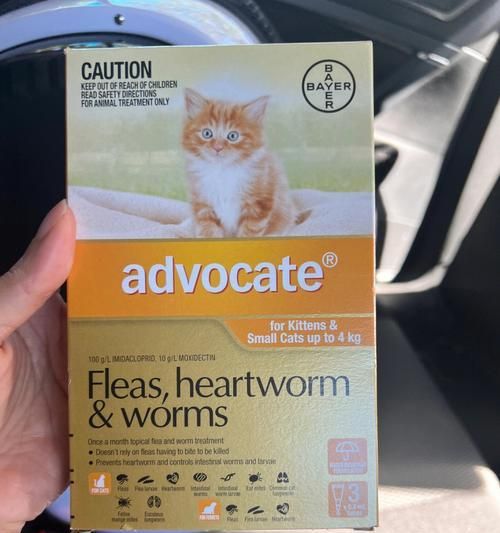 CAUTION
KEEP OUT OF REACH OF CHILDREN
READ SAFETY DIRECTIONS
FOR ANIMAL TREATMENT ONLY
BAYER
BAYER
advocate®
for Kittens &
Small Cats up to 4 kg
100 g/L IMIDACLOPRID, 10 g/L MOXIDECTIN
Fleas, heartworm
& worms
Once a month topical flea and worm treatment
• Doesn't rely on fleas having to bite to be killed
• Prevents heartworm and controls intestinal worms and larvae
FOR CATS
Fleas
Flea larvae
Heartworm
Intestinal worms
Intestinal worm larvae
Ear mites
Feline mange mites
lungworm
FOR FERRETS
Fleas
Flea larvae
Heartworm
3